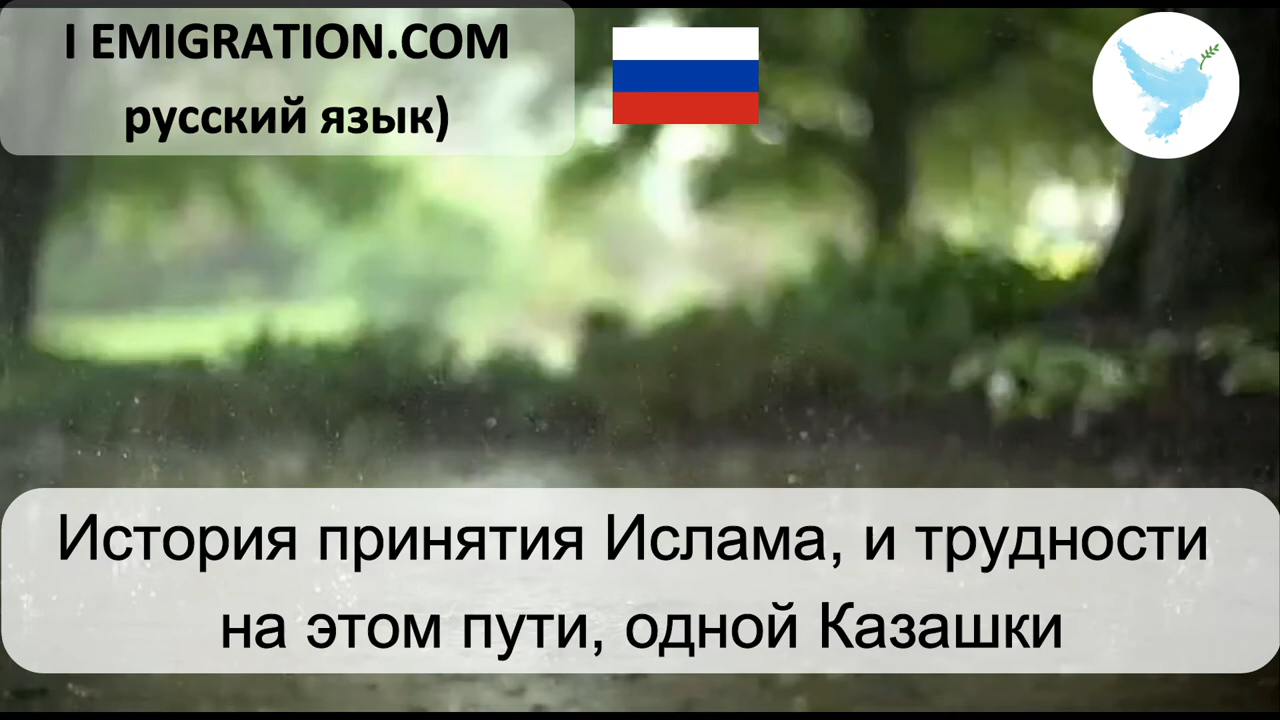 I EMIGRATION.COM
русский язык)
История принятия Ислама, и трудности
на этом пути, одной Казашки